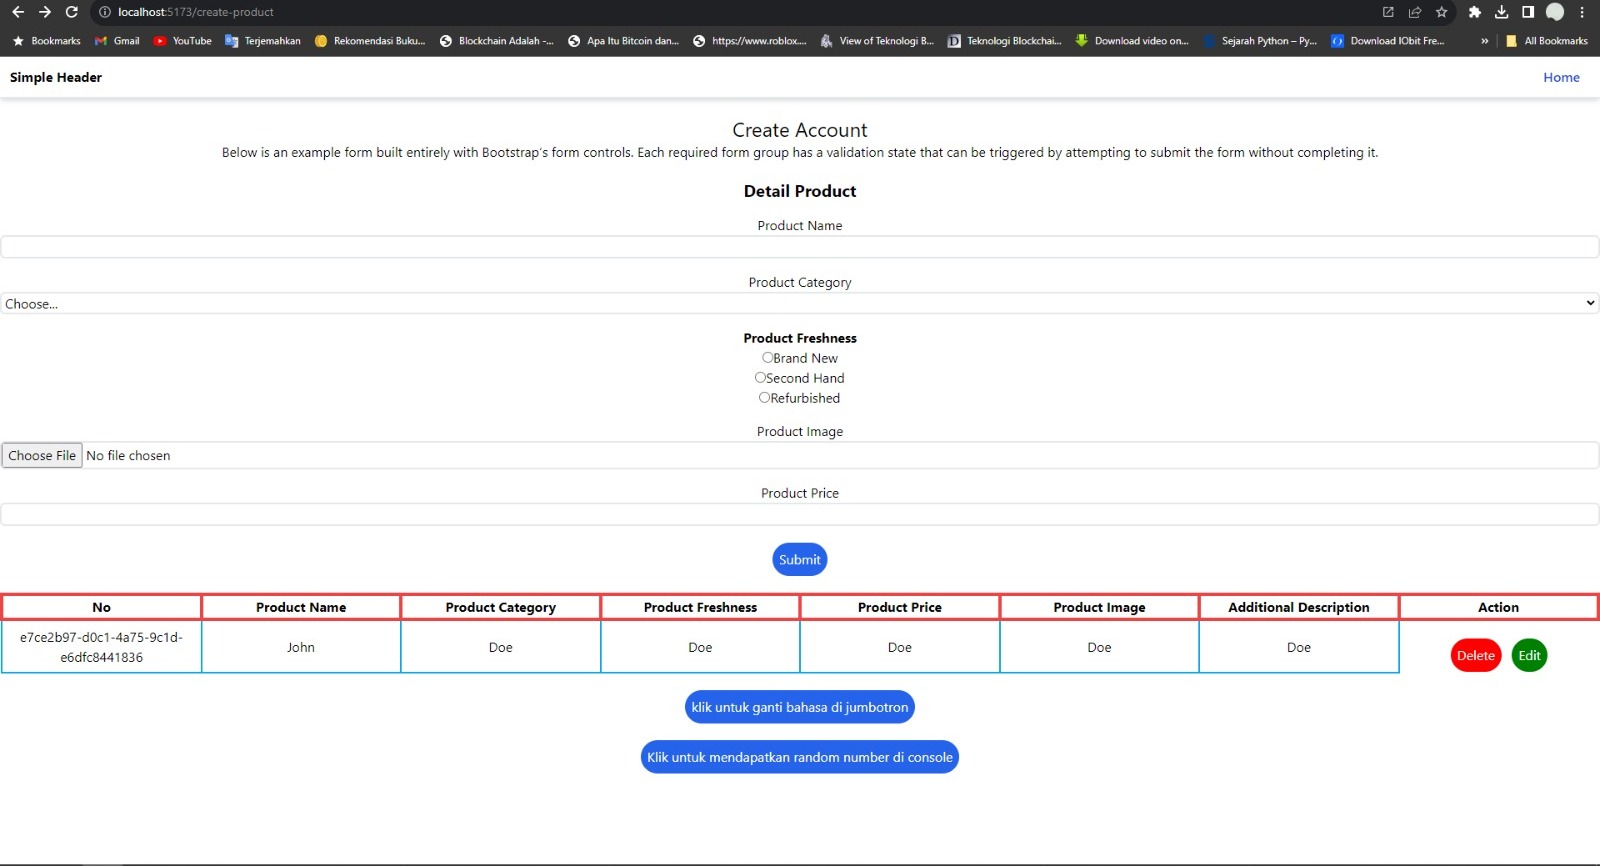 localhost:5173/create-product
Bookmarks Gmail YouTube Terjemahkan Rekomendasi Buku... Blockchain Adalah -... Apa Itu Bitcoin dan... https://www.roblox.... View of Teknologi B... Teknologi Blockchai... Download video on... Sejarah Python – Py... Download IObit Fre... » All Bookmarks
Simple Header Home
Create Account
Below is an example form built entirely with Bootstrap's form controls. Each required form group has a validation state that can be triggered by attempting to submit the form without completing it.
Detail Product
Product Name
Product Category
Choose...
Product Freshness
Brand New
Second Hand
Refurbished
Product Image
Choose File No file chosen
Product Price
Submit
No Product Name Product Category Product Freshness Product Price Product Image Additional Description Action
e7ce2b97-d0c1-4a75-9c1d-
e6dfc8441836 John Doe Doe Doe Doe Doe Delete Edit
klik untuk ganti bahasa di jumbotron
Klik untuk mendapatkan random number di console